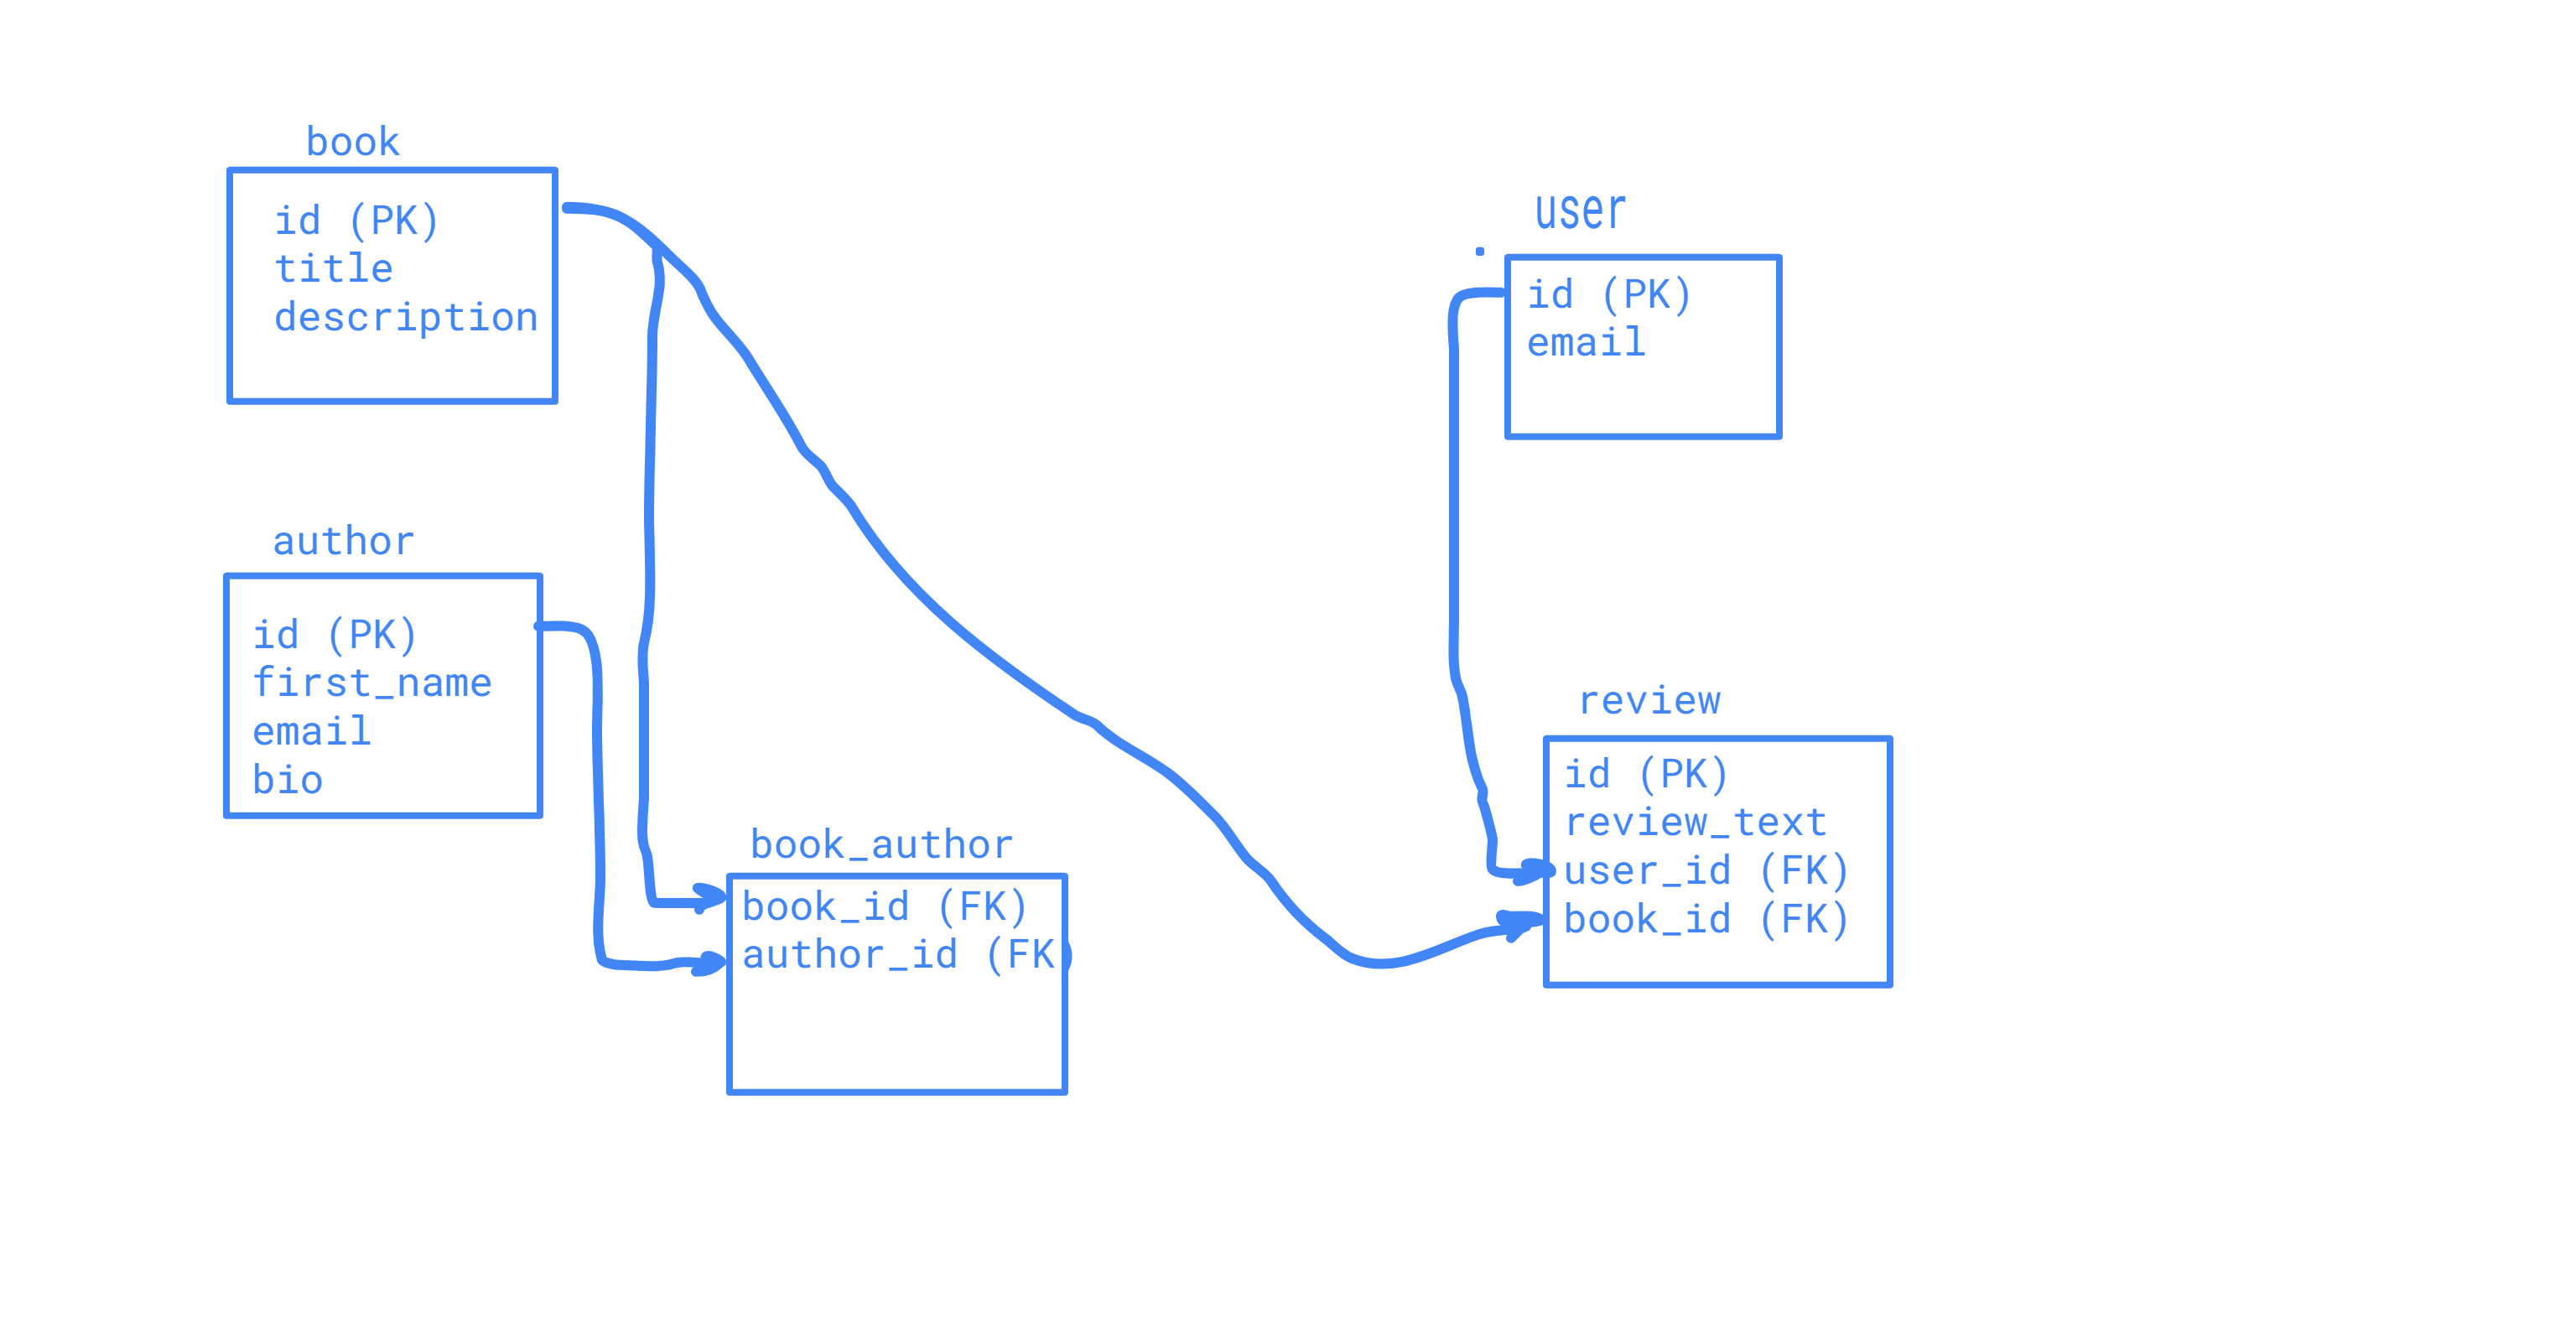 book
id (PK)
title
description
author
id (PK)
first_name
email
bio
book_author
book_id (FK)
author_id (FK)
user
id (PK)
email
review
id (PK)
review_text
user_id (FK)
book_id (FK)